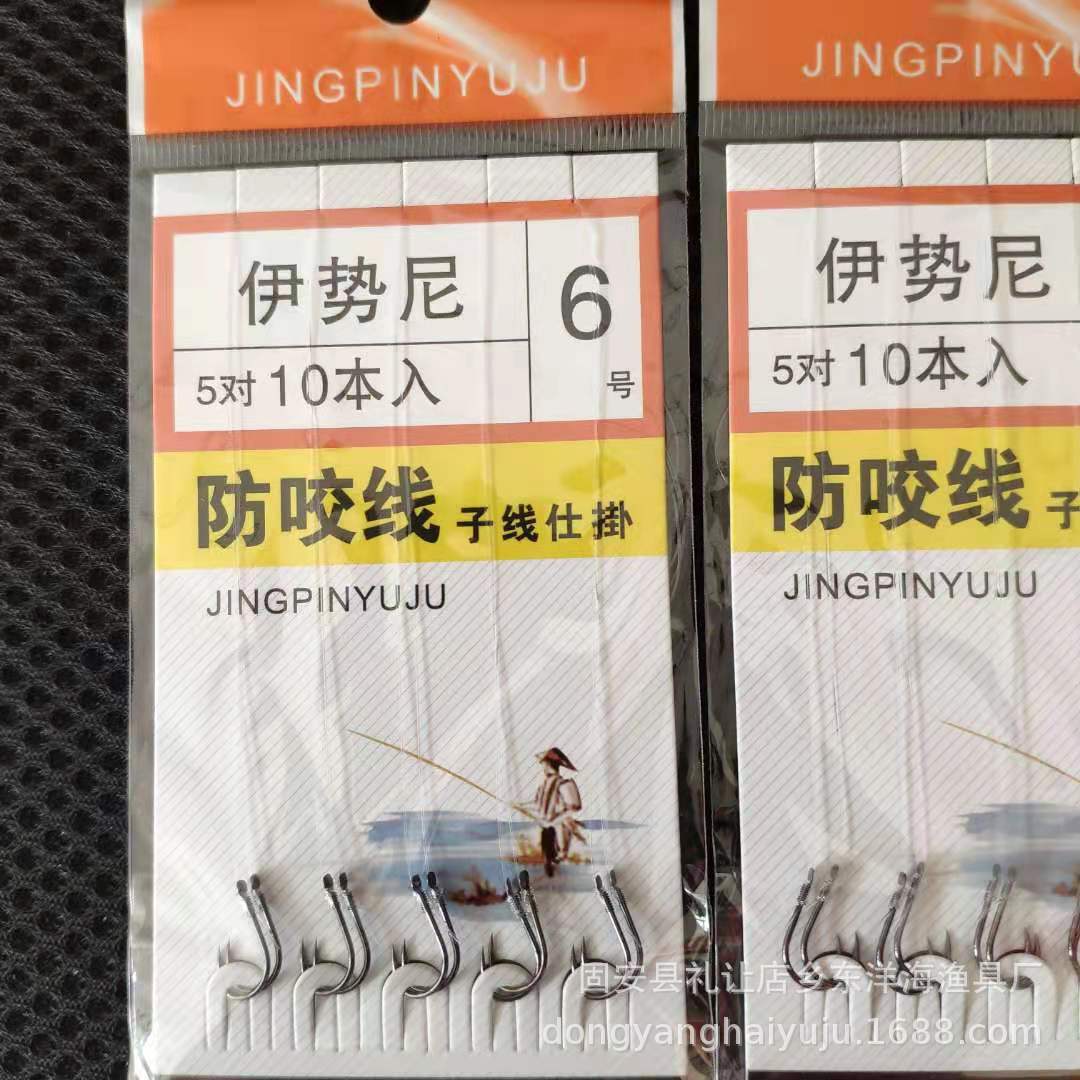 JINGPINYUJU
伊势尼
6
5对10本入
号
防咬线 子线仕掛
JINGPINYUJU
JINGPINYU
伊势尼
5对10本入
防咬线 子
JINGPINYUJU
固安县礼让店乡东洋海渔具厂
dongyanghaiyuju.1688.com